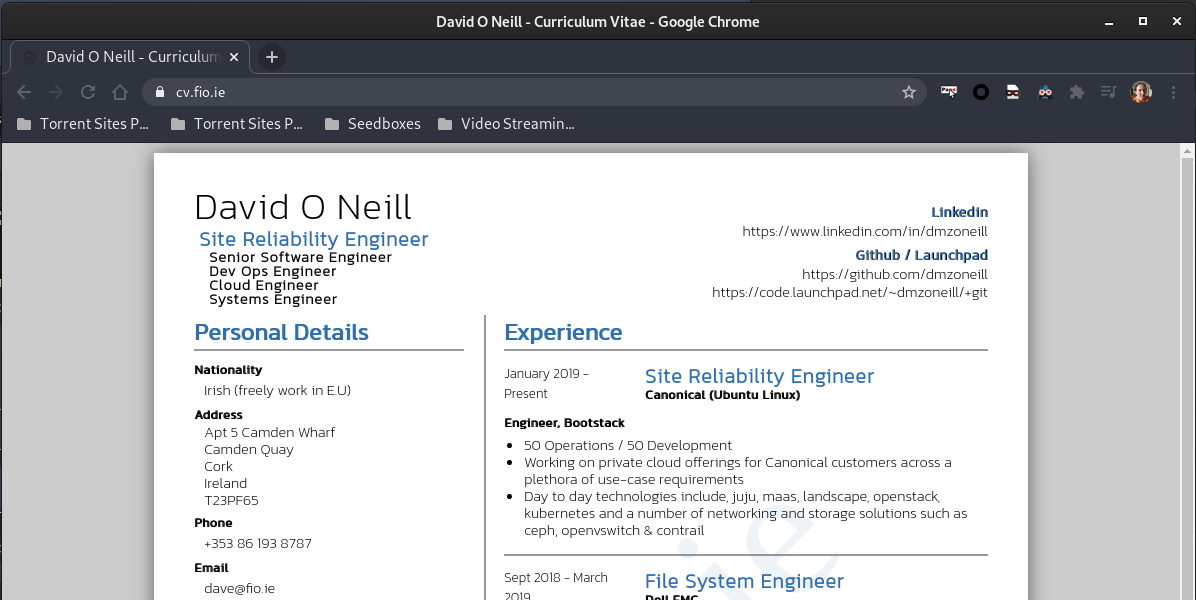 David O Neill - Curriculum Vitae - Google Chrome
David O Neill - Curriculum
cv.fio.ie
Torrent Sites P... Torrent Sites P... Seedboxes Video Streamin...
David O Neill
Site Reliability Engineer
Senior Software Engineer
Dev Ops Engineer
Cloud Engineer
Systems Engineer
Linkedin
https://www.linkedin.com/in/dmzoneill
Github / Launchpad
https://github.com/dmzoneill
https://code.launchpad.net/~dmzoneill/+git
Personal Details
Nationality
Irish (freely work in E.U)
Address
Apt 5 Camden Wharf
Camden Quay
Cork
Ireland
T23PF65
Phone
+353 86 193 8787
Email
dave@fio.ie
Experience
January 2019 -
Present
Site Reliability Engineer
Canonical (Ubuntu Linux)
Engineer, Bootstack
50 Operations / 50 Development
Working on private cloud offerings for Canonical customers across a
plethora of use-case requirements
Day to day technologies include, juju, maas, landscape, openstack,
kubernetes and a number of networking and storage solutions such as
ceph, openvswitch & contrail
Sept 2018 - March
2019
File System Engineer
Dell EMC
ie